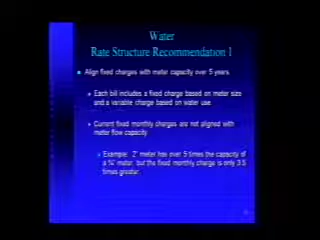 Water
Rate Structure Recommendation 1
Align fixed charges with meter capacity over 5 years.
Each bill includes a fixed charge based on meter size
and a variable charge based on water use.
Current fixed monthly charges are not aligned with
meter flow capacity
Example: 2" meter has over 5 times the capacity of
a ¾" meter, but the fixed monthly charge is only 3.5
times greater.